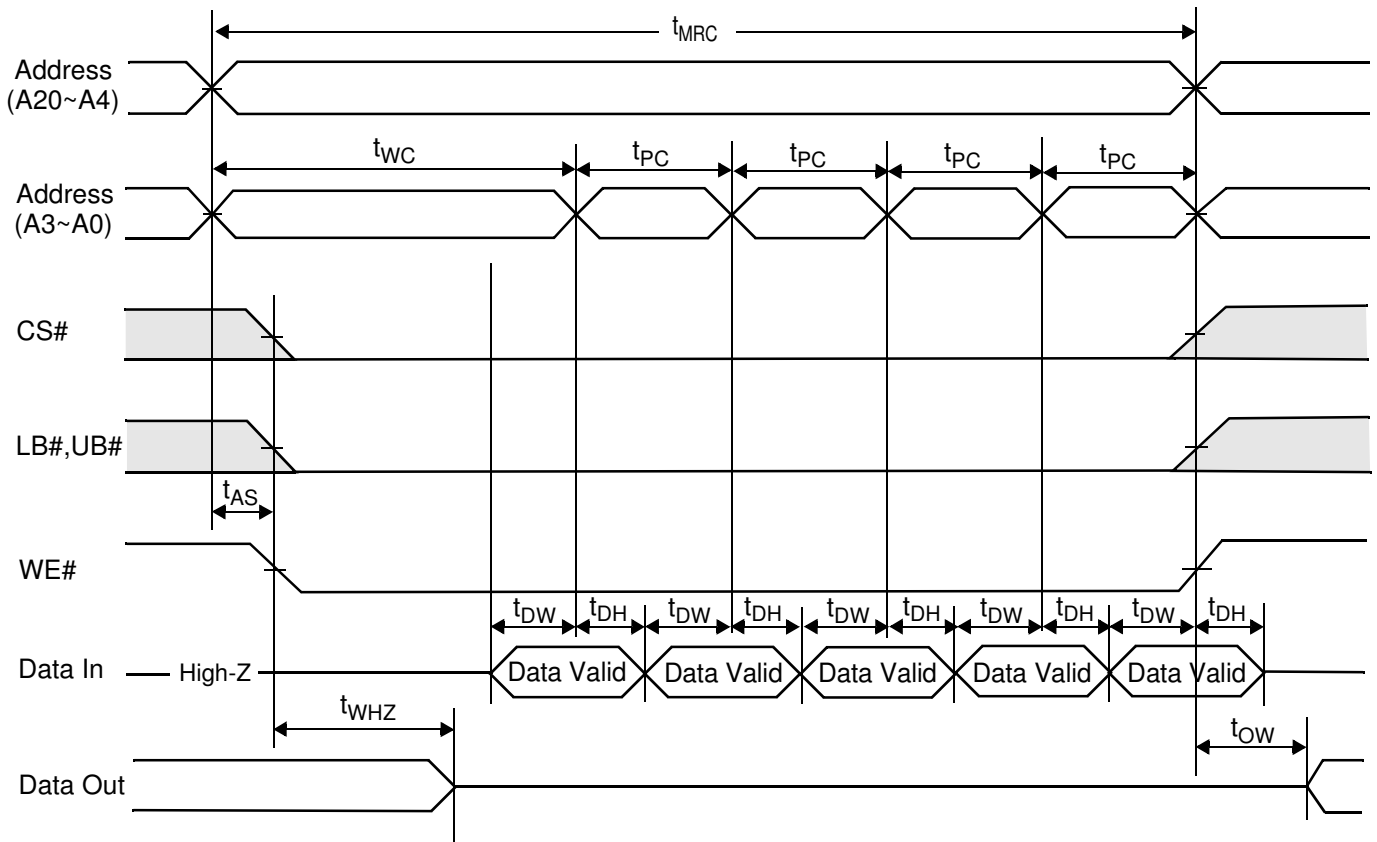 tMRC
Address
(A20~A4)
tWC tPC tPC tPC tPC
Address
(A3~A0)
CS#
LB#,UB#
tAS
WE#
tDW tDH tDW tDH tDW tDH tDW tDH tDW tDH
Data In High-Z Data Valid Data Valid Data Valid Data Valid Data Valid
tWHZ tOW
Data Out